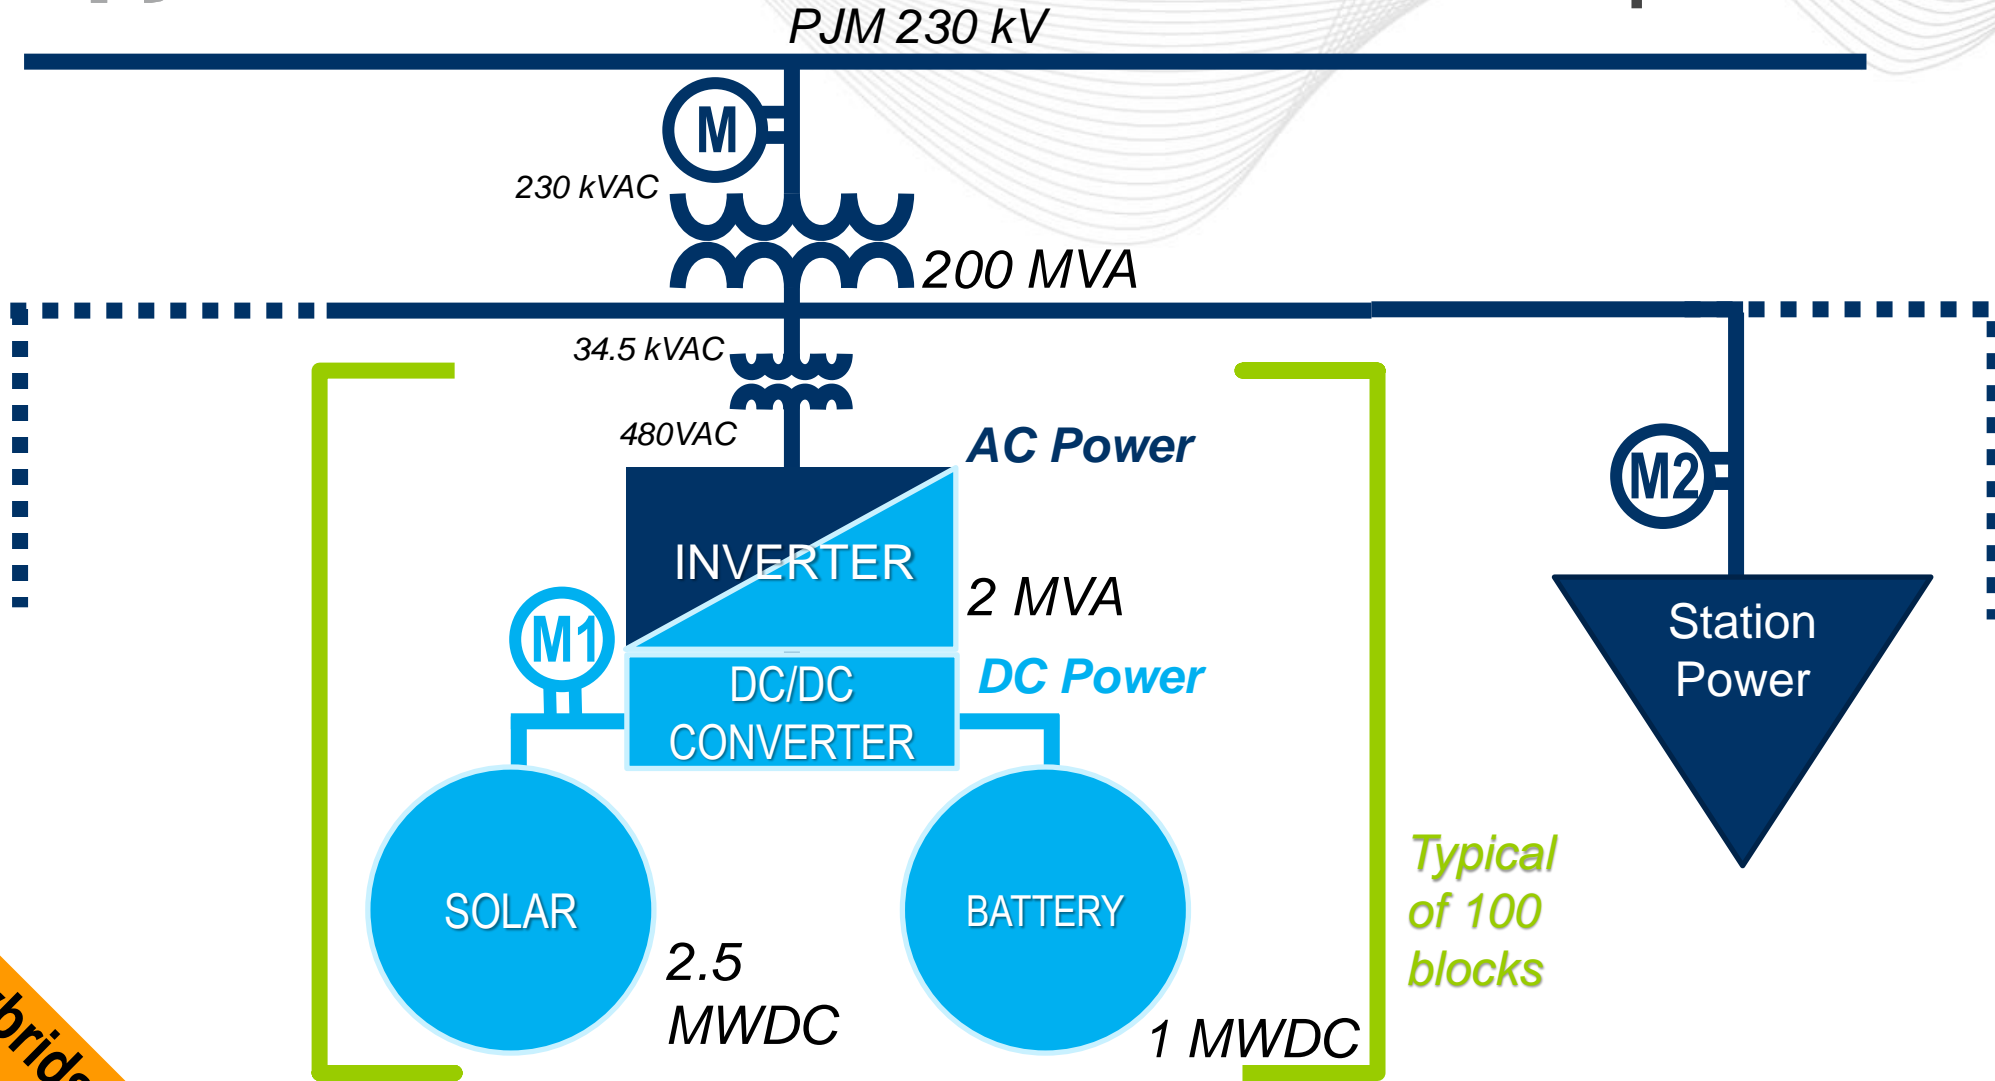 PJM 230 kV
M
230 kVAC
200 MVA
34.5 kVAC
480VAC
AC Power
M2
INVERTER
2 MVA
M1
Station
Power
DC/DC
CONVERTER
DC Power
SOLAR
BATTERY
Typical
of 100
blocks
2.5
MWDC
1 MWDC